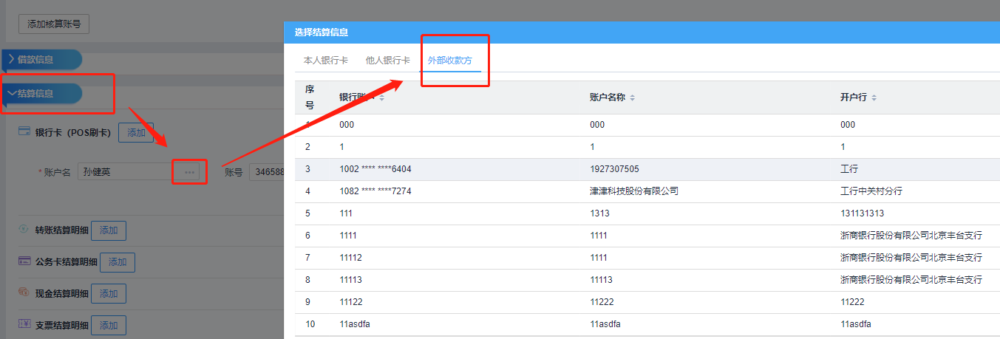 添加核算账号
选择结算信息
借款信息
本人银行卡 他人银行卡 外部收款方
结算信息
序号 银行账户 账户名称 开户行
1 000 000 000
银行卡（POS刷卡） 添加
2 1 1 1
* 账户名 孙健英 ••• 账号 346588
3 1002 **** ****6404 1927307505 工行
4 1082 **** ****7274 津津科技股份有限公司 工行中关村分行
5 111 1313 131131313
转账结算明细 添加
6 1111 1111 浙商银行股份有限公司北京丰台支行
公务卡结算明细 添加
7 11112 1111 浙商银行股份有限公司北京丰台支行
8 11113 11113 浙商银行股份有限公司北京丰台支行
现金结算明细 添加
9 11122 11222 11222
支票结算明细 添加
10 11asdfa 11asdfa 11asdfa